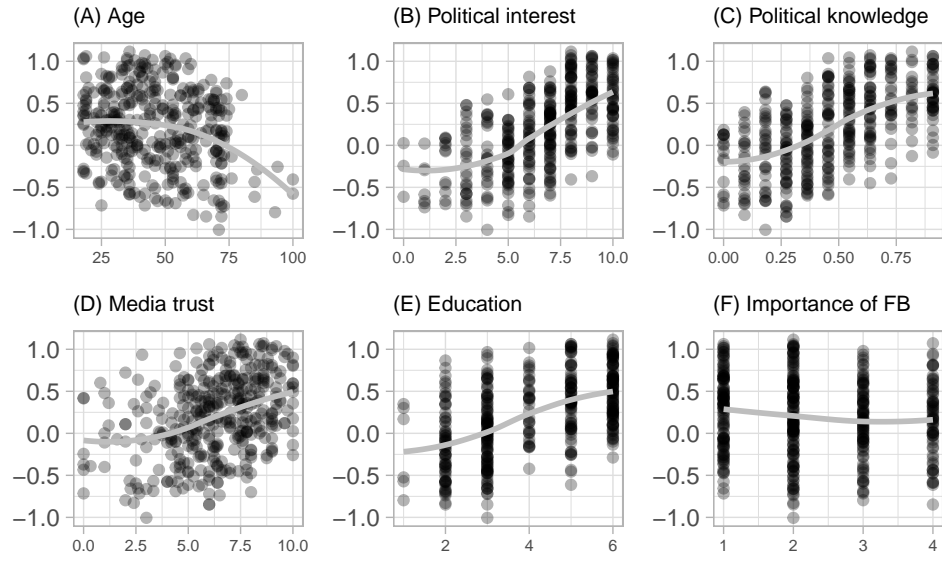 (A) Age
(B) Political interest
(C) Political knowledge
1.0
0.5
0.0
−0.5
−1.0
25 50 75 100
1.0
0.5
0.0
−0.5
−1.0
0.0 2.5 5.0 7.5 10.0
1.0
0.5
0.0
−0.5
−1.0
0.00 0.25 0.50 0.75
(D) Media trust
(E) Education
(F) Importance of FB
1.0
0.5
0.0
−0.5
−1.0
0.0 2.5 5.0 7.5 10.0
1.0
0.5
0.0
−0.5
−1.0
2 4 6
1.0
0.5
0.0
−0.5
−1.0
1 2 3 4